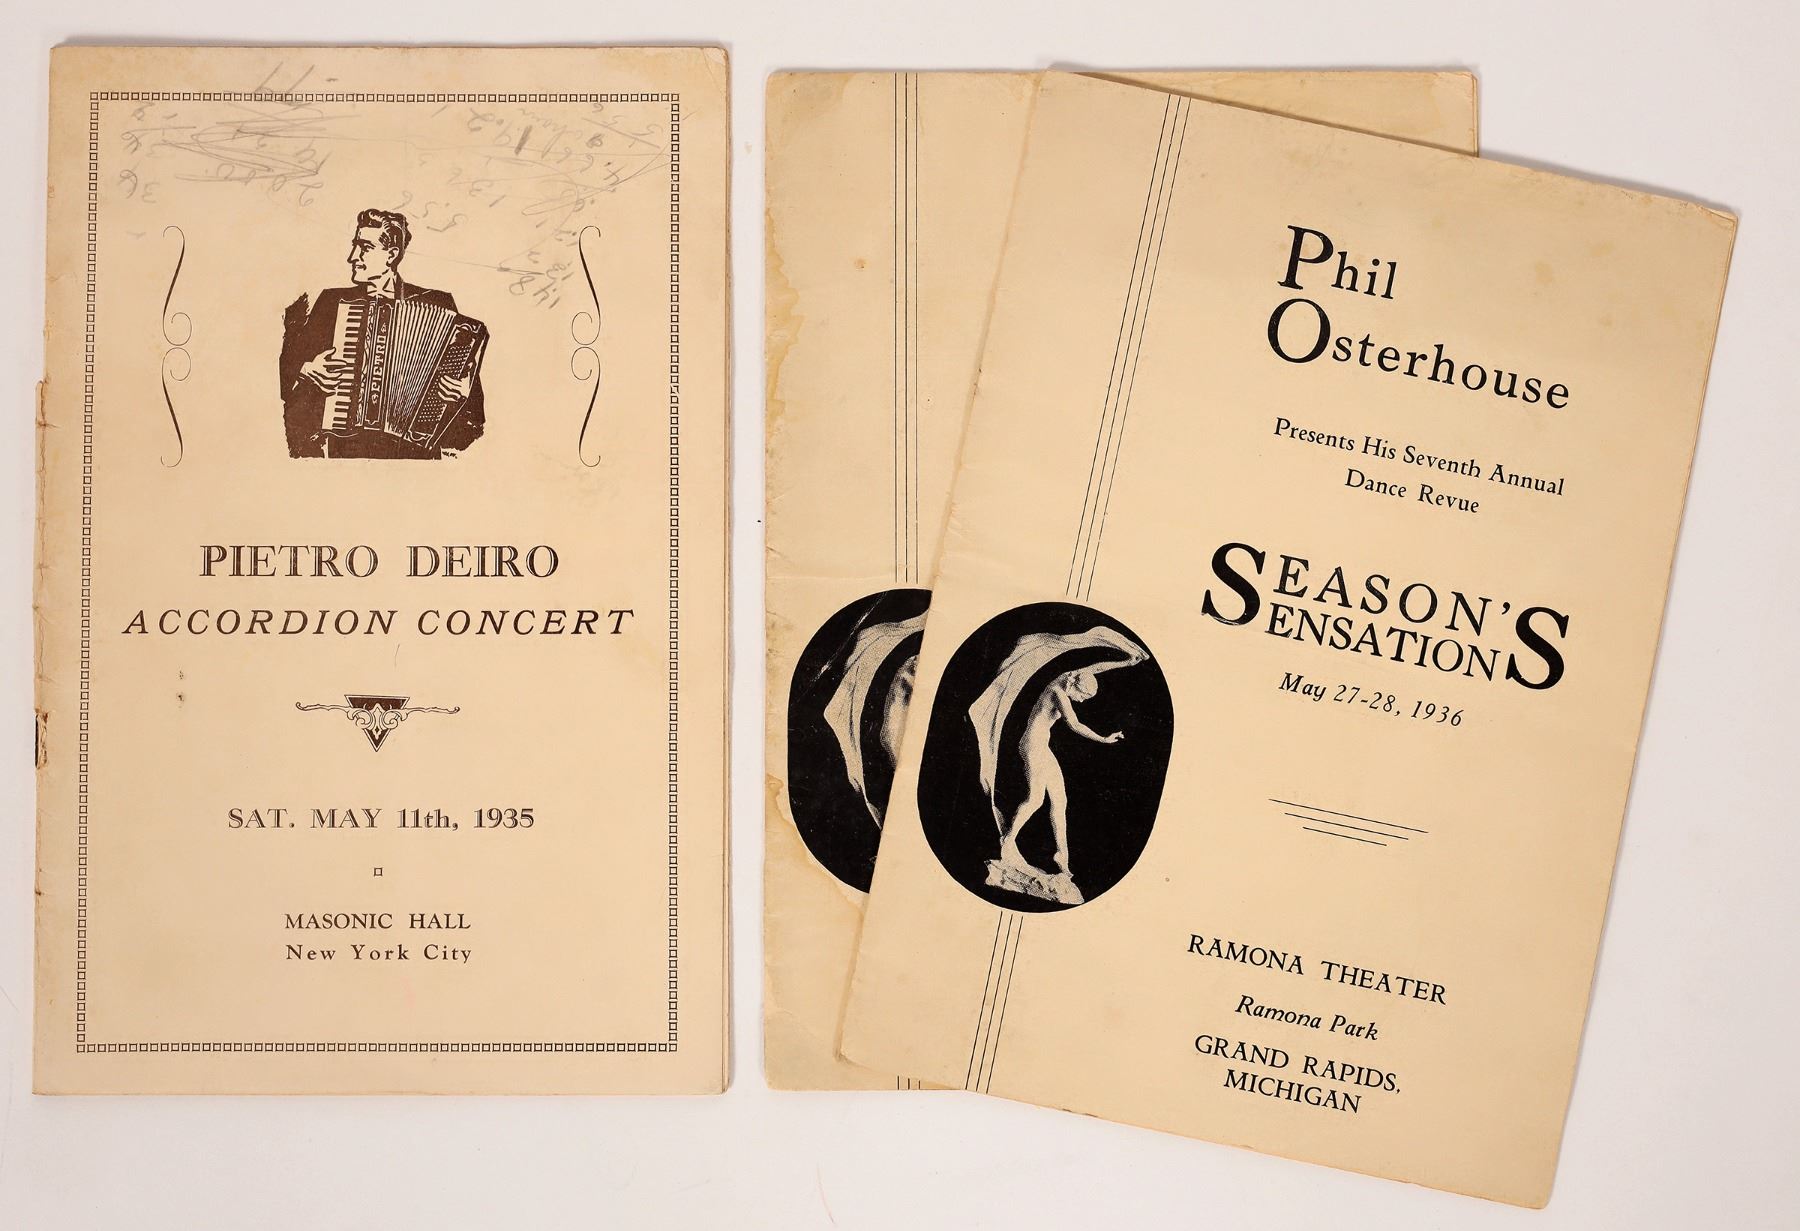 PIETRO
PIETRO DEIRO
ACCORDION CONCERT
SAT. MAY 11th, 1935
MASONIC HALL
New York City
Phil
Osterhouse
Presents His Seventh Annual
Dance Revue
SEASON'S
SENSATIONS
May 27-28, 1936
RAMONA THEATER
Ramona Park
GRAND RAPIDS,
MICHIGAN